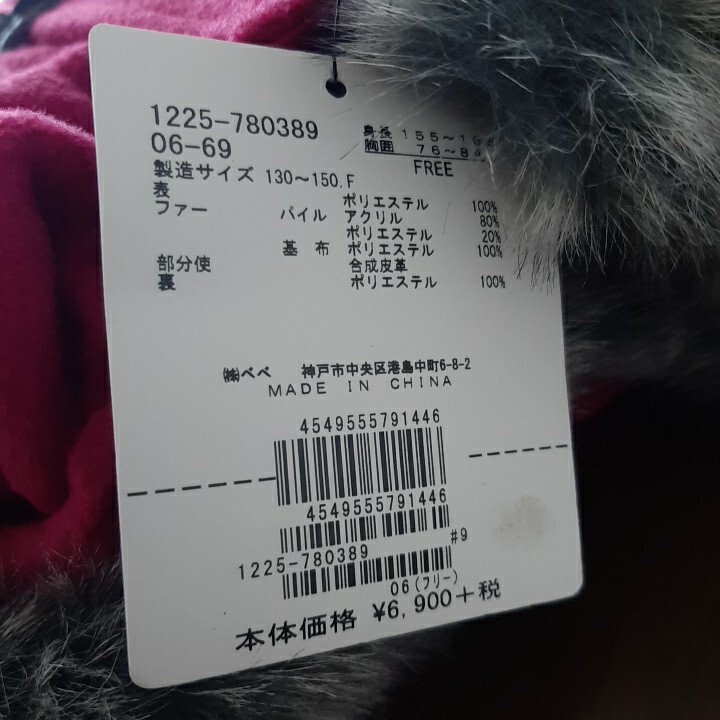 1225-780389
06-69
身長 155~16
胸囲 76~8
FREE
製造サイズ 130~150.F
表 ポリエステル 100%
ファー パイル アクリル 80%
ポリエステル 20%
基布 ポリエステル 100%
部分使 合成皮革
裏 ポリエステル 100%
㈱べべ 神戸市中央区港島中町6-8-2
MADE IN CHINA
4549555791446
4549555791446
#9
1225-780389
06(フリー)
本体価格 ¥6,900+税